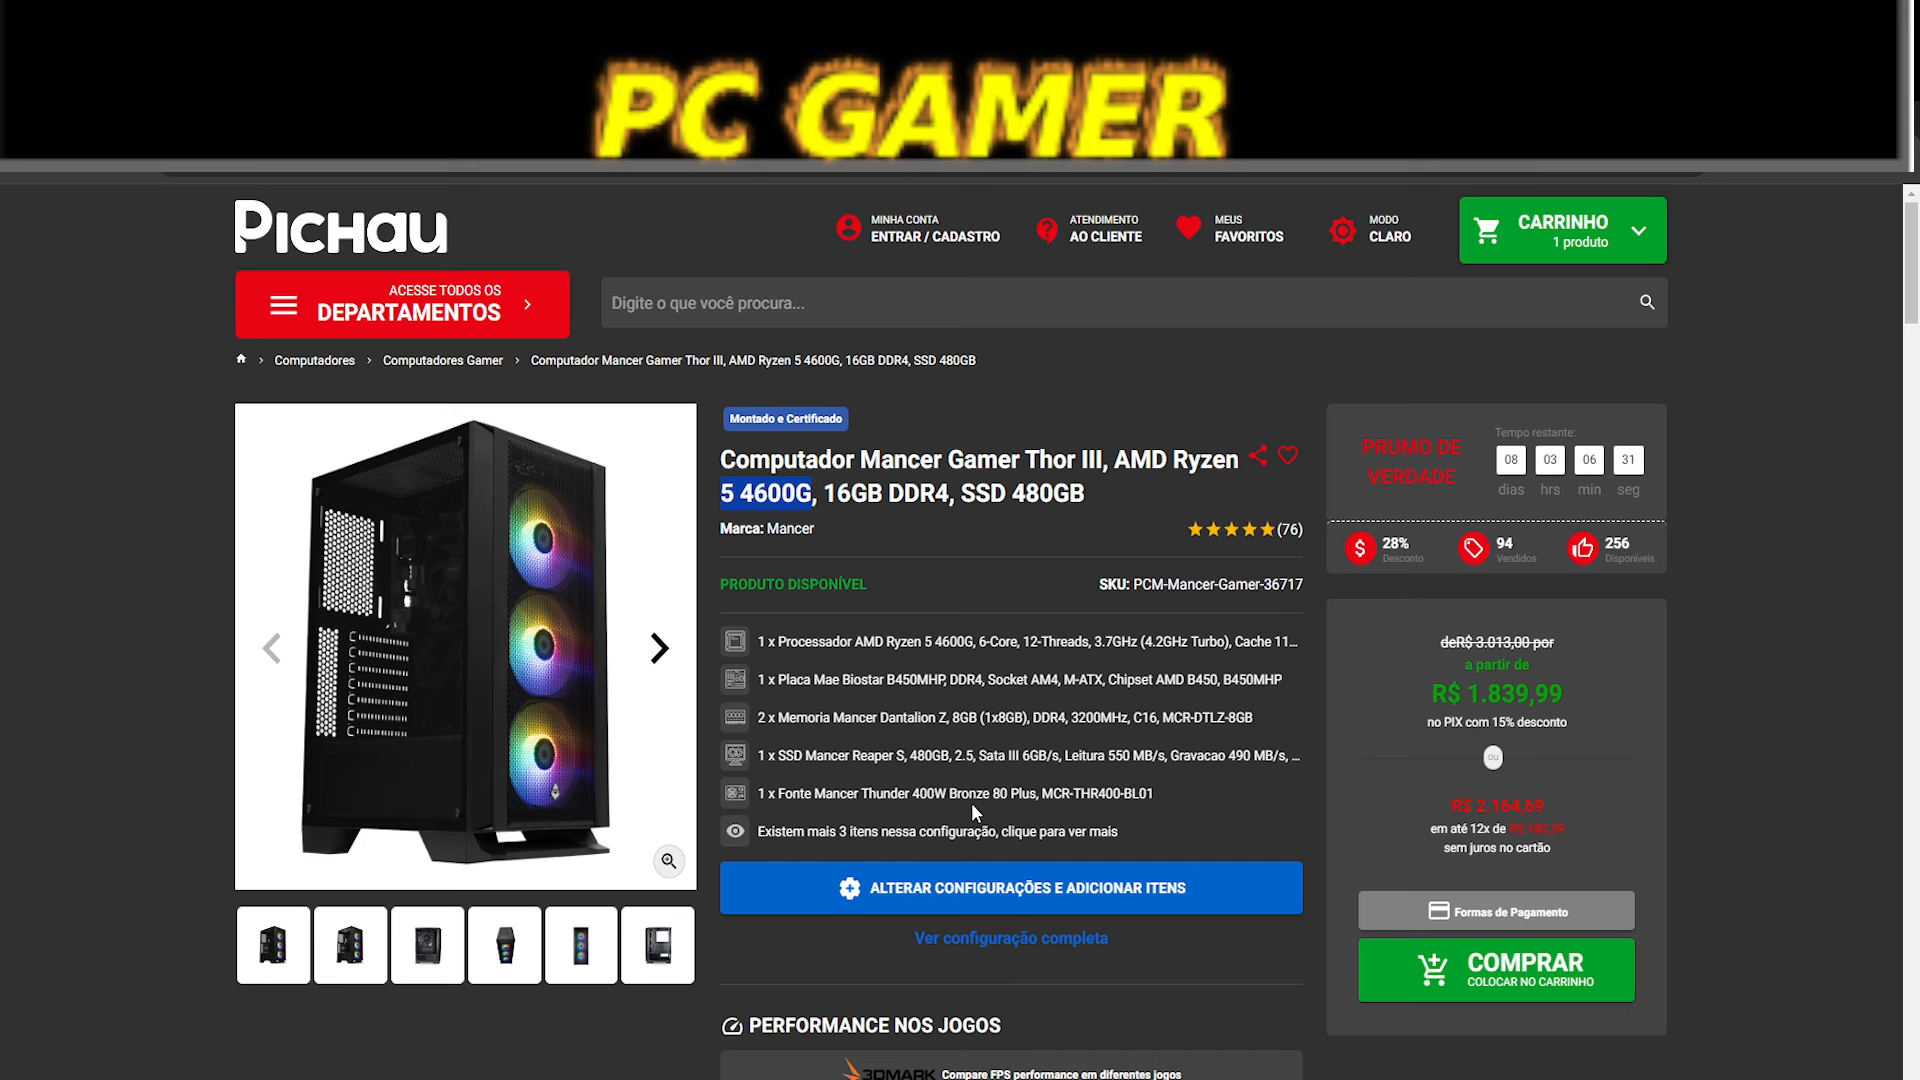 PC GAMER
PICHAU
MINHA CONTA
ENTRAR / CADASTRO
ATENDIMENTO
AO CLIENTE
MEUS
FAVORITOS
MODO
CLARO
CARRINHO
1 produto
ACESSE TODOS OS
DEPARTAMENTOS
Digite o que você procura...
Computadores > Computadores Gamer > Computador Mancer Gamer Thor III, AMD Ryzen 5 4600G, 16GB DDR4, SSD 480GB
Montado e Certificado
Computador Mancer Gamer Thor III, AMD Ryzen
5 4600G, 16GB DDR4, SSD 480GB
Marca: Mancer
(76)
PRODUTO DISPONÍVEL
SKU: PCM-Mancer-Gamer-36717
1 x Processador AMD Ryzen 5 4600G, 6-Core, 12-Threads, 3.7GHz (4.2GHz Turbo), Cache 11...
1 x Placa Mae Biostar B450MHP, DDR4, Socket AM4, M-ATX, Chipset AMD B450, B450MHP
2 x Memoria Mancer Dantalion Z, 8GB (1x8GB), DDR4, 3200MHz, C16, MCR-DTLZ-8GB
1 x SSD Mancer Reaper S, 480GB, 2.5, Sata III 6GB/s, Leitura 550 MB/s, Gravacao 490 MB/s, ...
1 x Fonte Mancer Thunder 400W Bronze 80 Plus, MCR-THR400-BL01
Existem mais 3 itens nessa configuração, clique para ver mais
ALTERAR CONFIGURAÇÕES E ADICIONAR ITENS
Ver configuração completa
PERFORMANCE NOS JOGOS
3DMARK Compare FPS performance em diferentes jogos
PRUMO DE
VERDADE
Tempo restante:
08 03 06 31
dias hrs min seg
28%
Desconto
94
Vendidos
256
Disponíveis
deR$ 3.013,00 por
a partir de
R$ 1.839,99
no PIX com 15% desconto
ou
R$ 2.164,69
em até 12x de R$ 180,39
sem juros no cartão
Formas de Pagamento
COMPRAR
COLOCAR NO CARRINHO